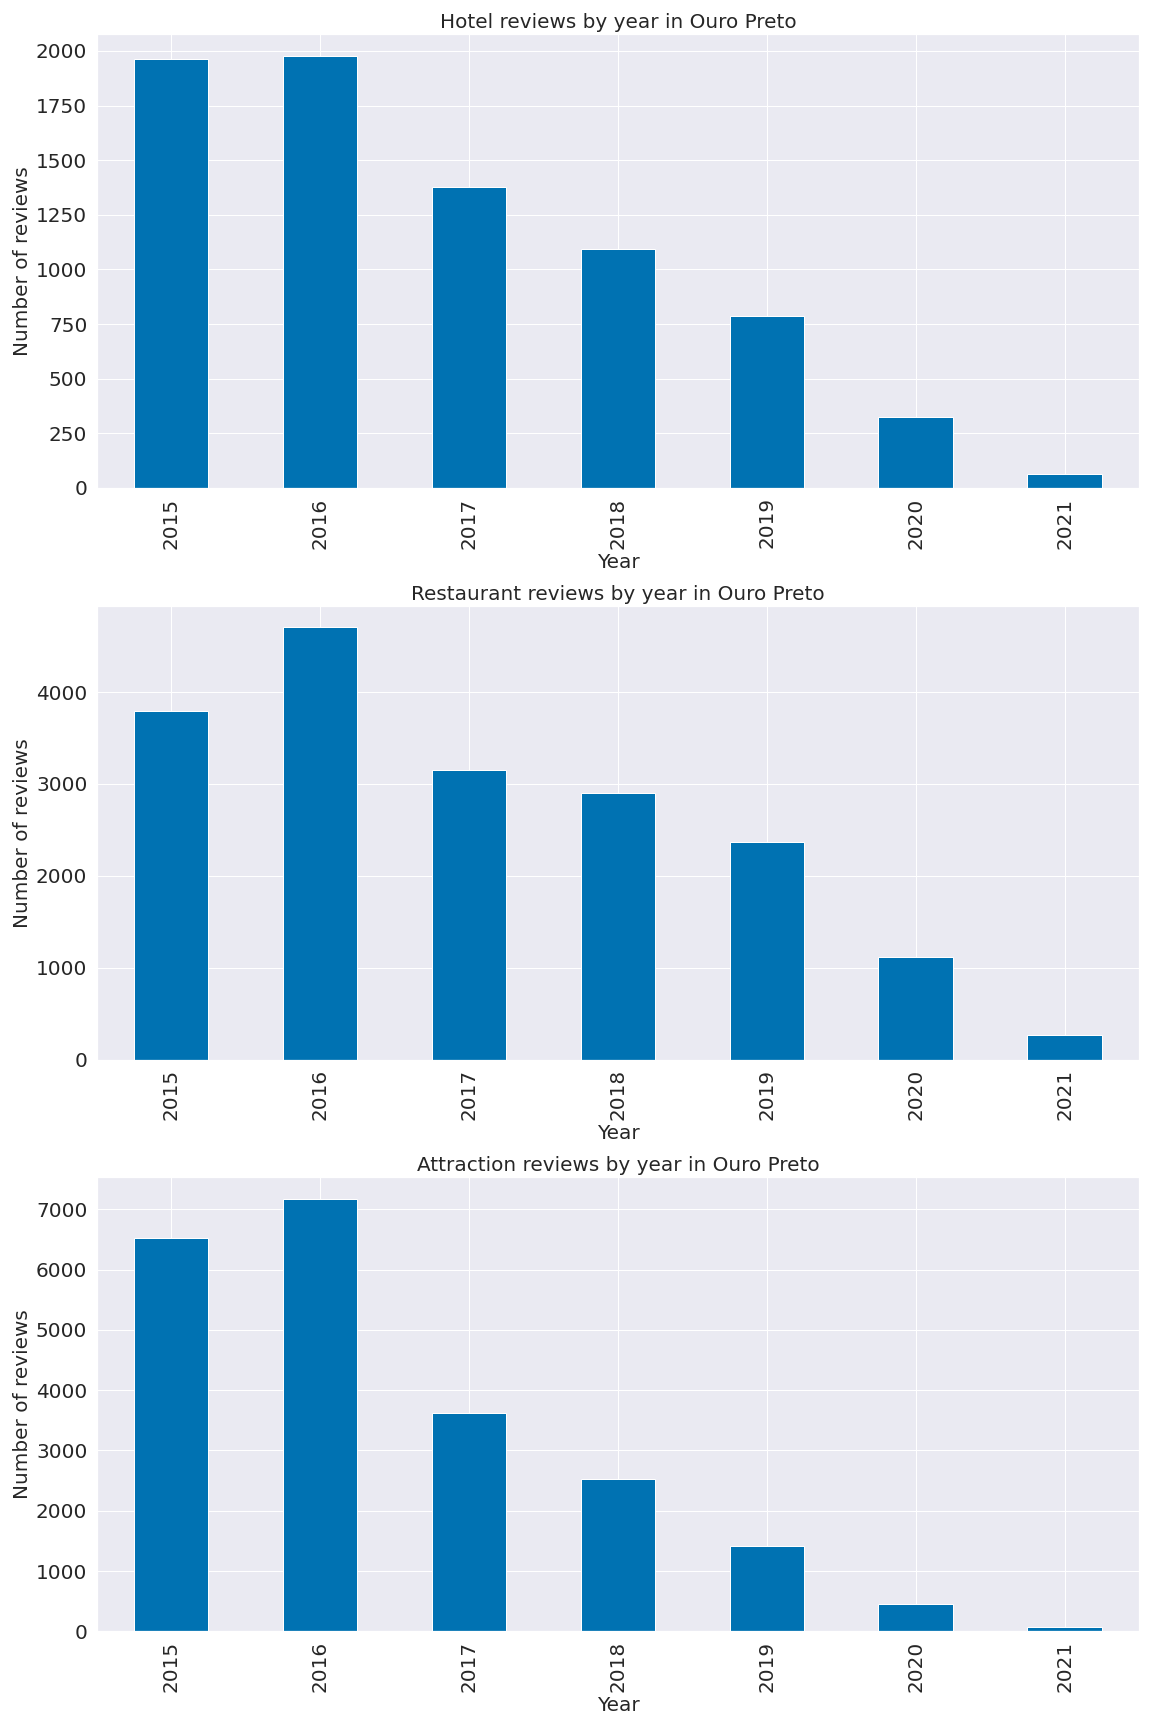 Hotel reviews by year in Ouro Preto
2000
1750
1500
1250
1000
750
500
250
0
Number of reviews
2015 2016 2017 2018 2019 2020 2021
Year
Restaurant reviews by year in Ouro Preto
4000
3000
2000
1000
0
Number of reviews
2015 2016 2017 2018 2019 2020 2021
Year
Attraction reviews by year in Ouro Preto
7000
6000
5000
4000
3000
2000
1000
0
Number of reviews
2015 2016 2017 2018 2019 2020 2021
Year